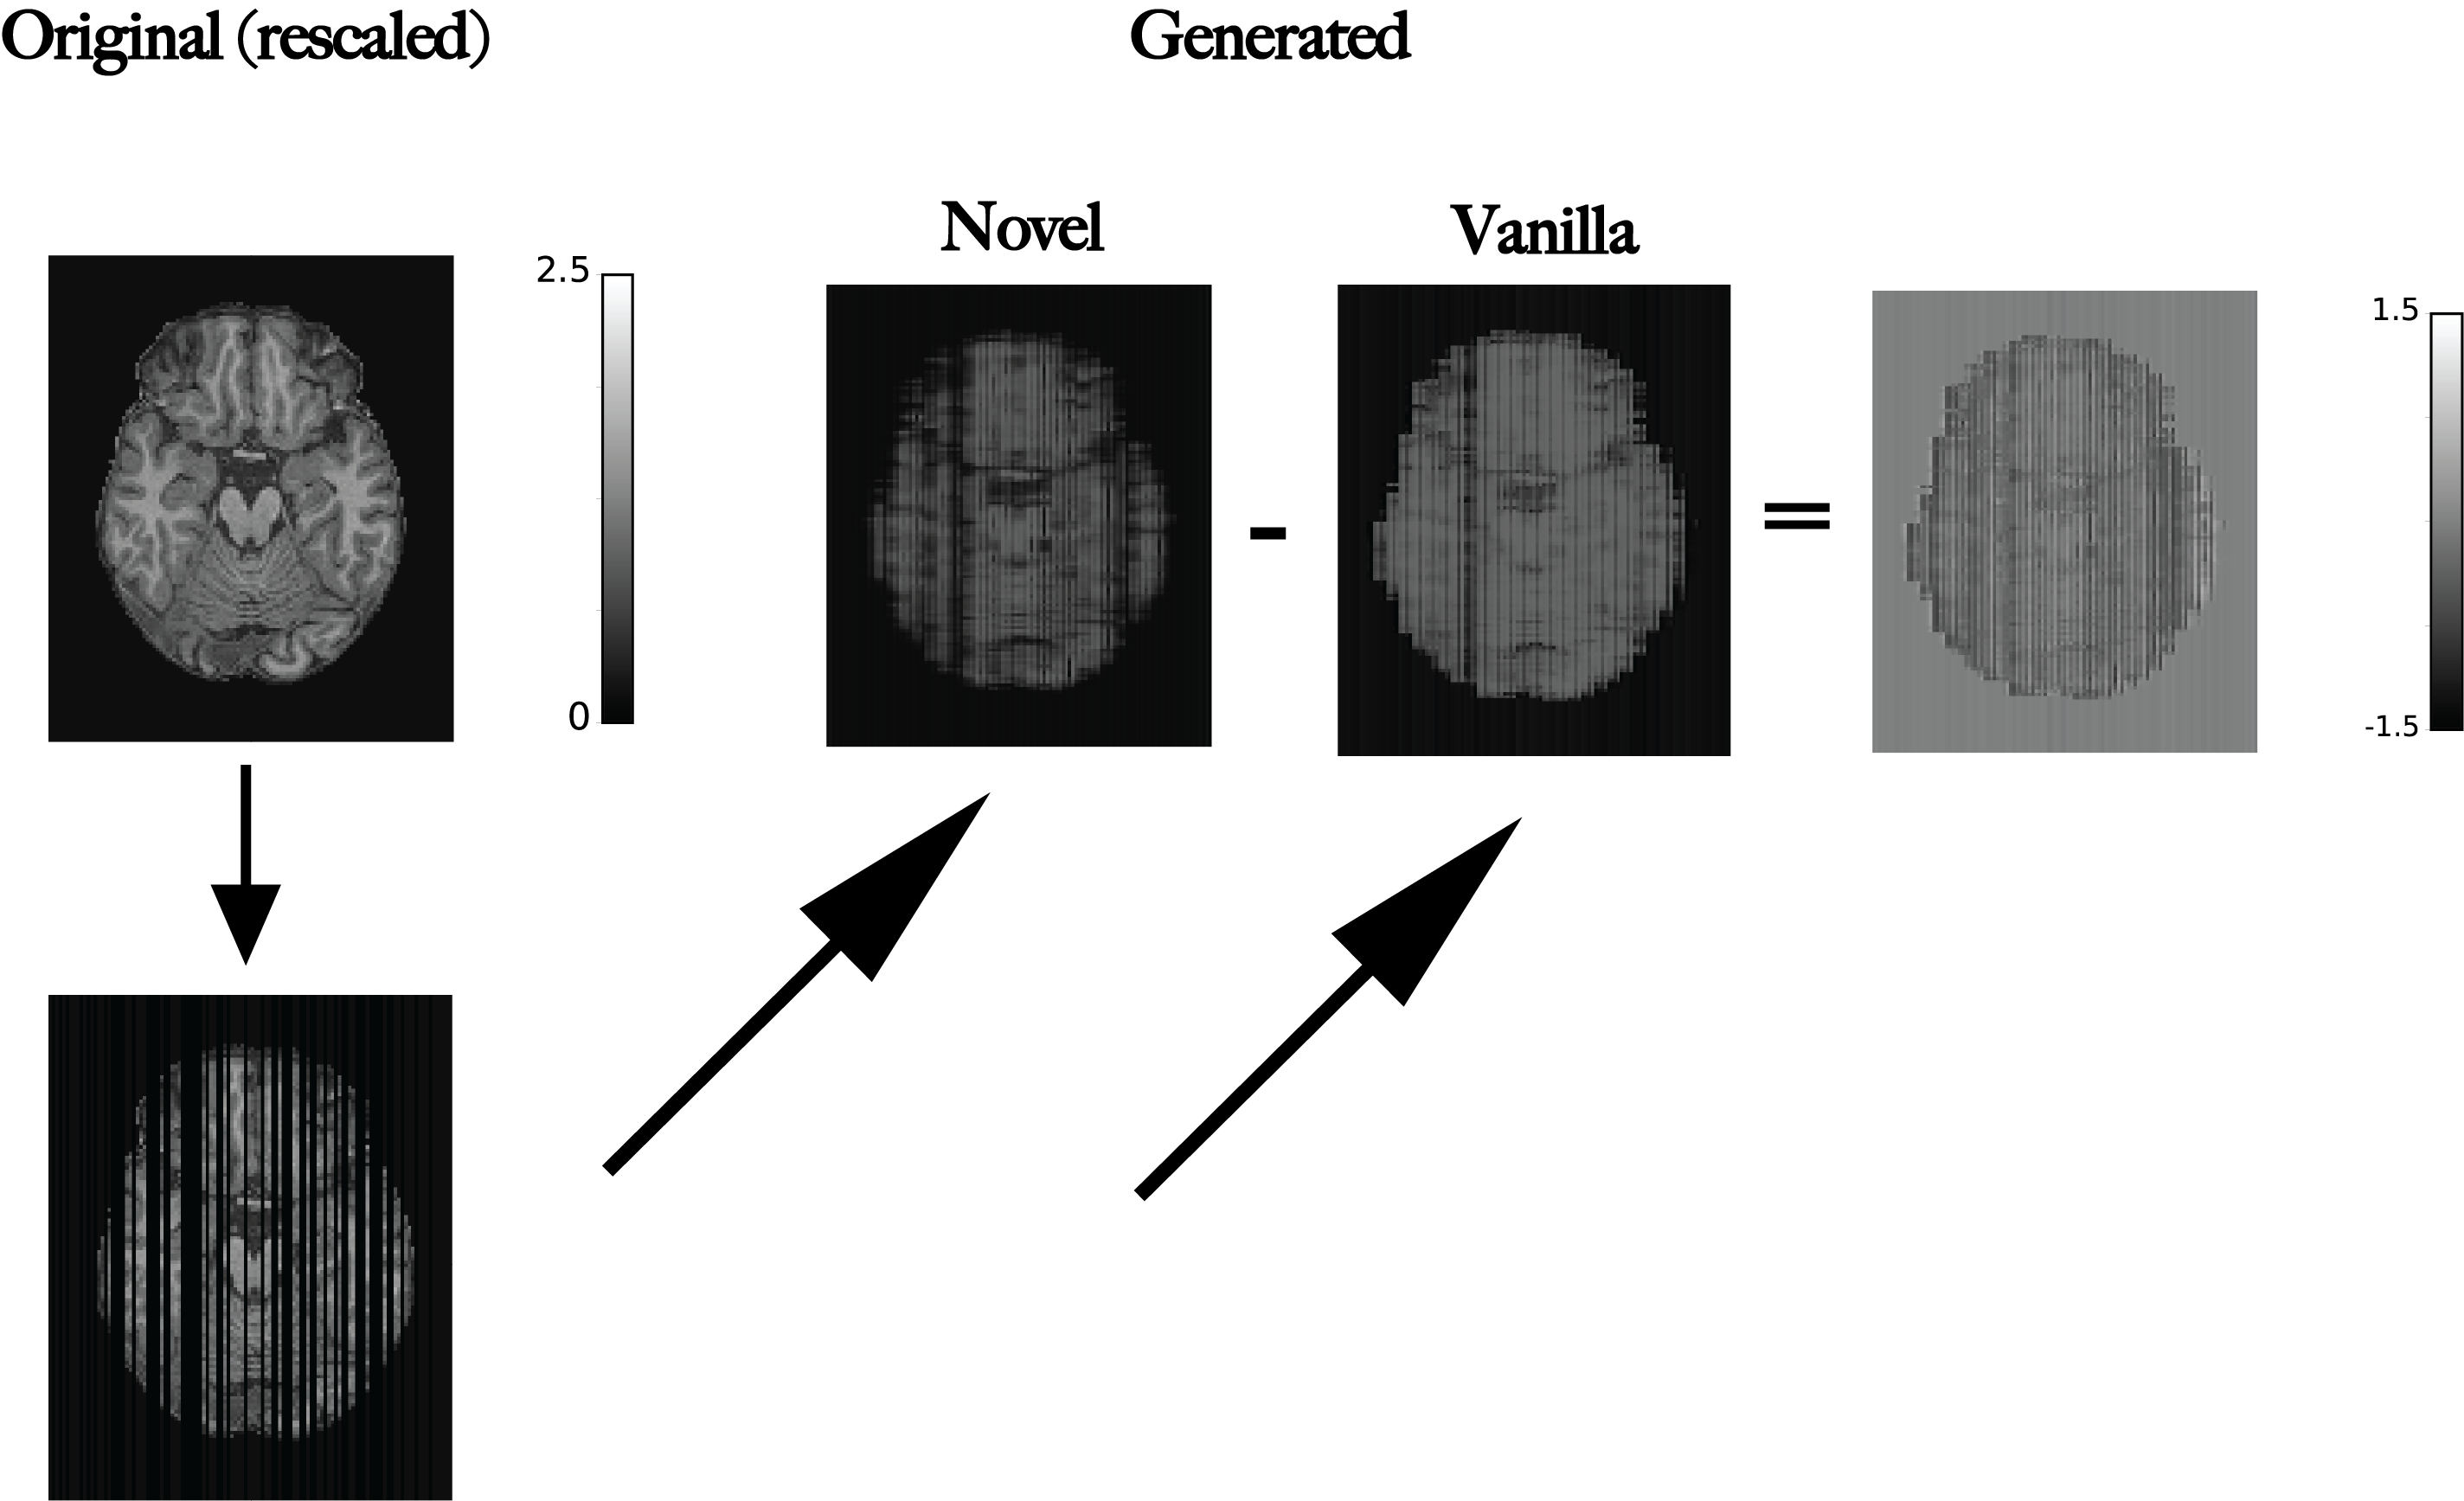 Original (rescaled)
Generated
Novel
Vanilla
2.5
0
-
=
1.5
-1.5